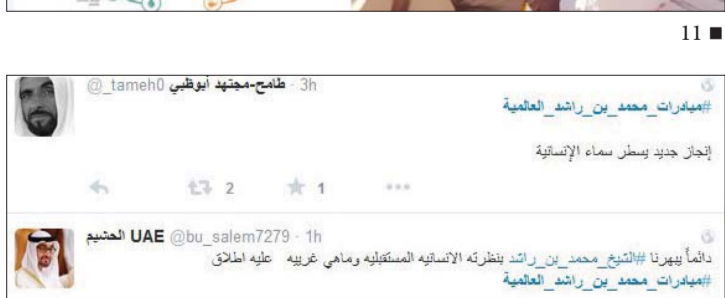 11 ■
@_tameh0 طامح-مجتهد أبوظبي · 3h
#مبادرات_محمد_بن_راشد_العالمية
إنجاز جديد يسطر سماء الإنسانية
2 1
الحشيم UAE @bu_salem7279 · 1h
دائماً يبهرنا #الشيخ_محمد_بن_راشد بنظرته الانسانيه المستقبليه وماهي غريبه عليه اطلاق
#مبادرات_محمد_بن_راشد_العالمية